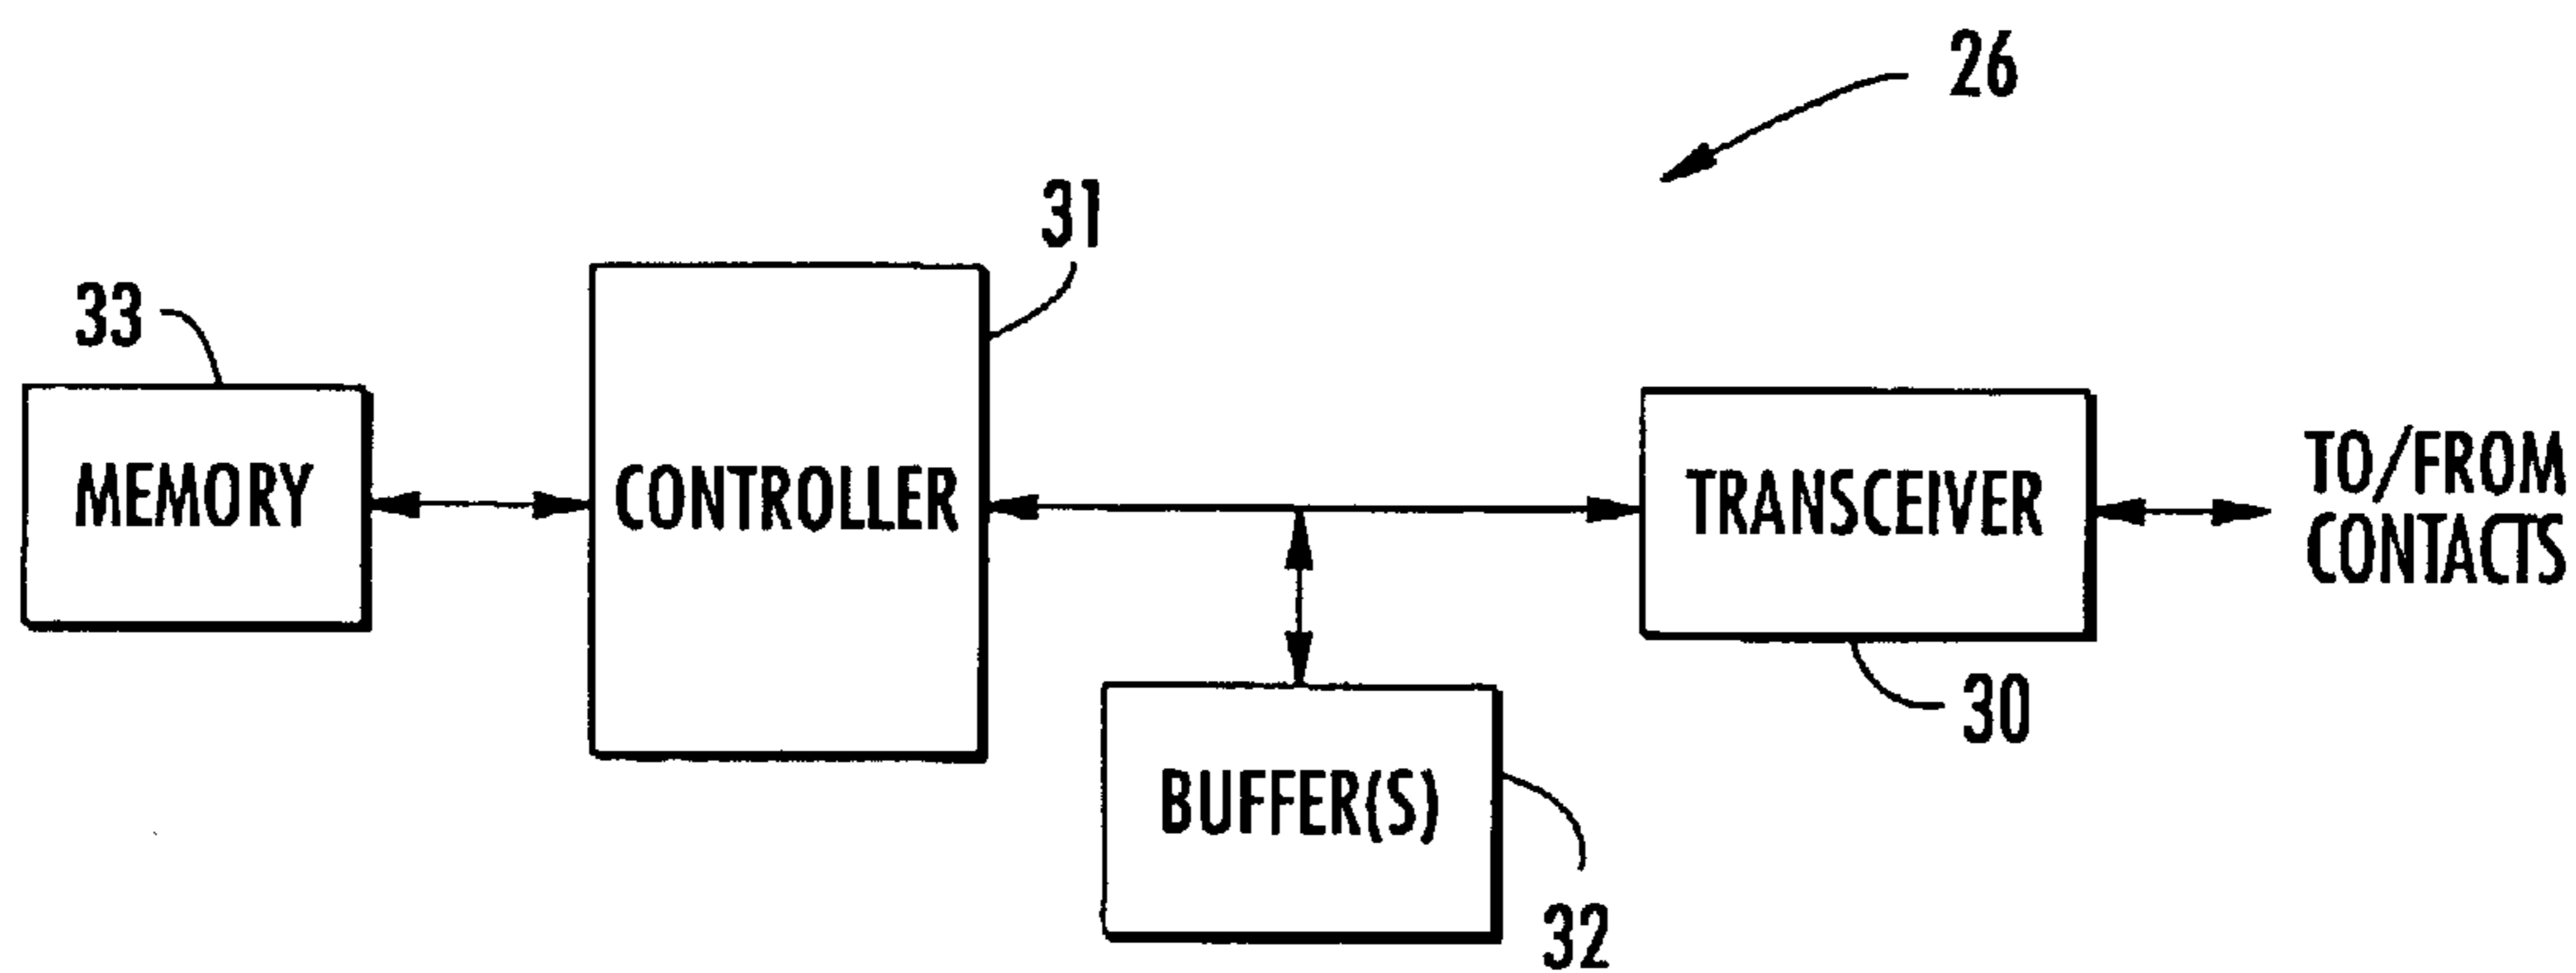 26
31
33
MEMORY
CONTROLLER
TRANSCEIVER
TO/FROM
CONTACTS
30
BUFFER(S)
32